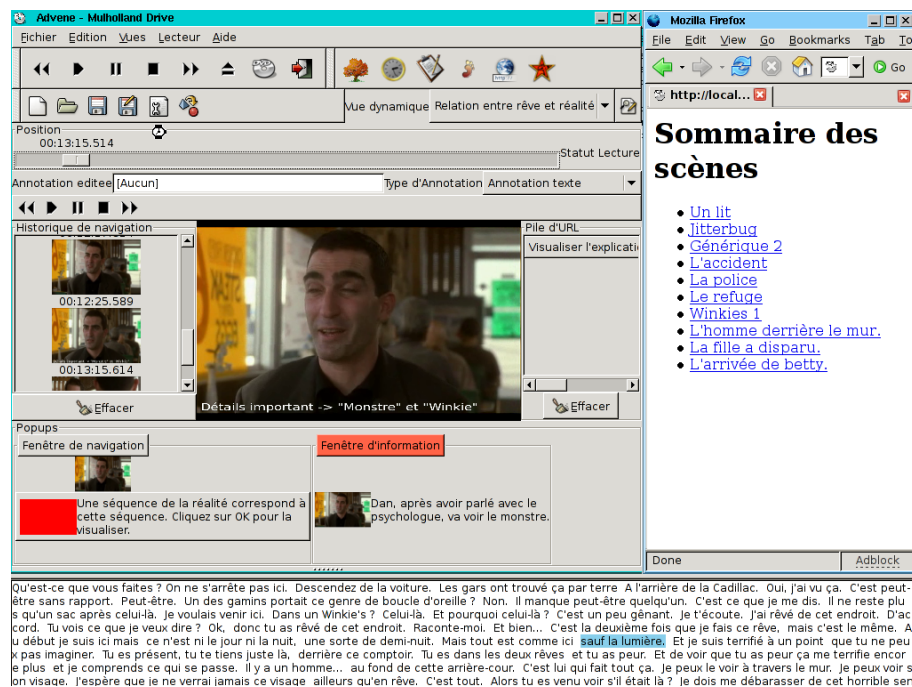 Advene - Mulholland Drive
Fichier Edition Vues Lecteur Aide
Vue dynamique Relation entre rêve et réalité
Position
00:13:15.514
Statut Lecture
Annotation editee [Aucun] Type d'Annotation Annotation texte
Historique de navigation
00:12:25.589
00:13:15.614
Effacer
Détails important -> "Monstre" et "Winkie"
Pile d'URL
Visualiser l'explicati
Effacer
Popups
Fenêtre de navigation
Une séquence de la réalité correspond à
cette séquence. Cliquez sur OK pour la
visualiser.
Fenêtre d'information
Dan, après avoir parlé avec le
psychologue, va voir le monstre.
Mozilla Firefox
File Edit View Go Bookmarks Tab To
Go
http://local...
Sommaire des
scènes
Un lit
Jitterbug
Générique 2
L'accident
La police
Le refuge
Winkies 1
L'homme derrière le mur.
La fille a disparu.
L'arrivée de betty.
Done Adblock
Qu'est-ce que vous faites ? On ne s'arrête pas ici. Descendez de la voiture. Les gars ont trouvé ça par terre A l'arrière de la Cadillac. Oui, j'ai vu ça. C'est peut-
être sans rapport. Peut-être. Un des gamins portait ce genre de boucle d'oreille ? Non. Il manque peut-être quelqu'un. C'est ce que je me dis. Il ne reste plu
s qu'un sac après celui-là. Je voulais venir ici. Dans un Winkie's ? Celui-là. Et pourquoi celui-là ? C'est un peu gênant. Je t'écoute. J'ai rêvé de cet endroit. D'ac
cord. Tu vois ce que je veux dire ? Ok, donc tu as rêvé de cet endroit. Raconte-moi. Et bien... C'est la deuxième fois que je fais ce rêve, mais c'est le même. A
u début je suis ici mais ce n'est ni le jour ni la nuit, une sorte de demi-nuit. Mais tout est comme ici sauf la lumière. Et je suis terrifié à un point que tu ne peu
x pas imaginer. Tu es présent, tu te tiens juste là, derrière ce comptoir. Tu es dans les deux rêves et tu as peur. Et de voir que tu as peur ça me terrifie encor
e plus et je comprends ce qui se passe. Il y a un homme... au fond de cette arrière-cour. C'est lui qui fait tout ça. Je peux le voir à travers le mur. Je peux voir s
on visage. J'espère que je ne verrai jamais ce visage ailleurs qu'en rêve. C'est tout. Alors tu es venu voir s'il était là ? Je dois me débarasser de cet horrible sen